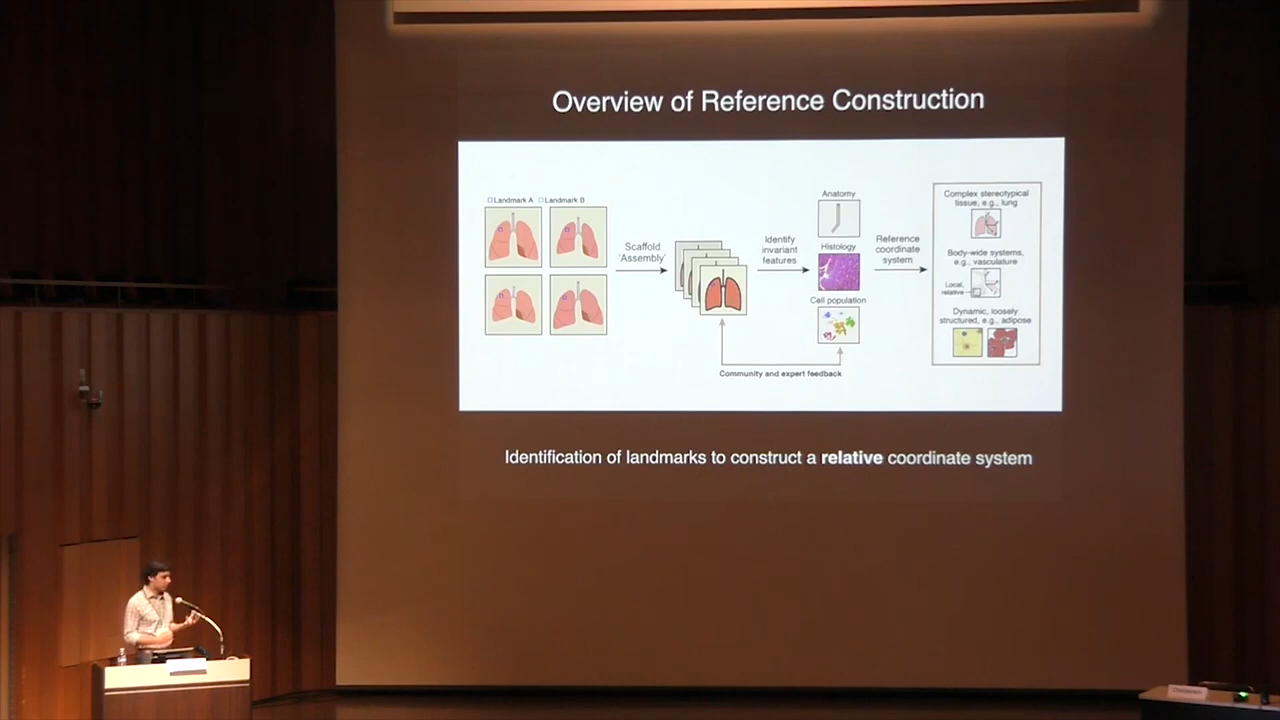 Overview of Reference Construction
Landmark A Landmark B
Scaffold
'Assembly'
Identify
invariant
features
Anatomy
Histology
Cell population
Reference
coordinate
system
Complex stereotypical
tissue, e.g., lung
Body-wide systems,
e.g., vasculature
Local,
relative
Dynamic, loosely
structured, e.g., adipose
Community and expert feedback
Identification of landmarks to construct a relative coordinate system